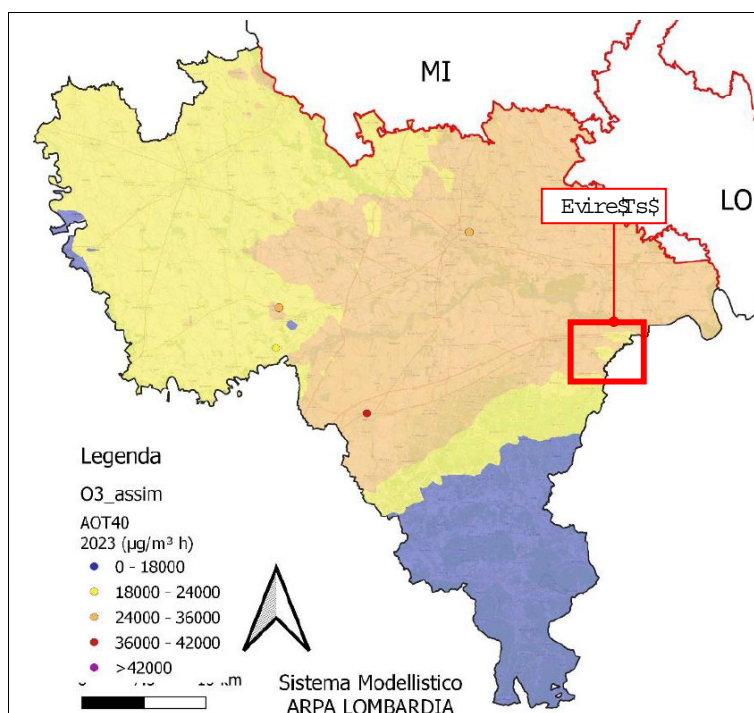 MI
LO
Evire$Ts$
Legenda
O3_assim
AOT40
2023 (µg/m³ h)
0 - 18000
18000 - 24000
24000 - 36000
36000 - 42000
>42000
km
Sistema Modellistico
ARPA LOMBARDIA